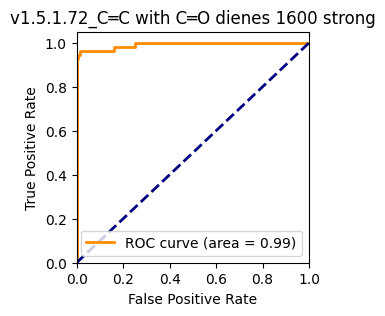 v1.5.1.72_C═C with C═O dienes 1600 strong
True Positive Rate
1.0
0.8
0.6
0.4
0.2
0.0
ROC curve (area = 0.99)
0.0 0.2 0.4 0.6 0.8 1.0
False Positive Rate